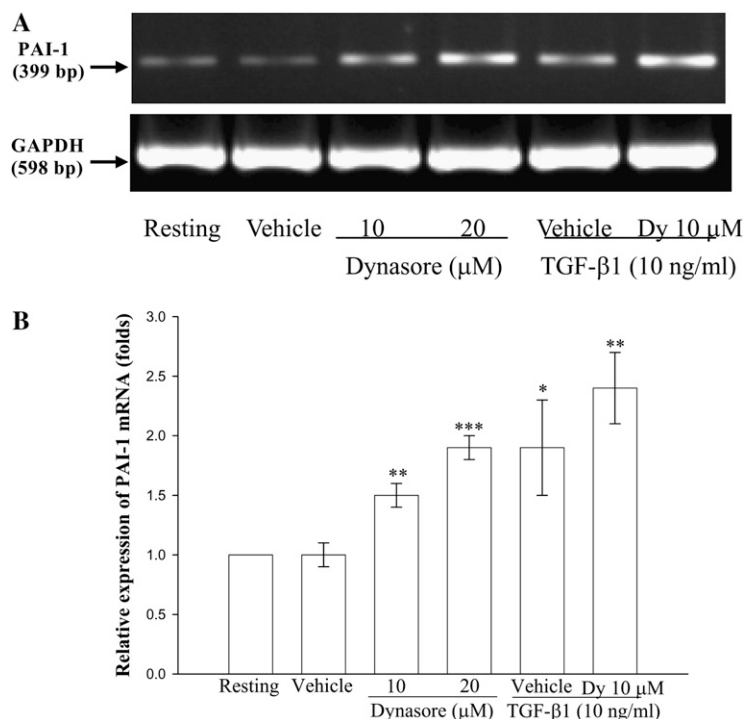 A
PAI-1
(399 bp)
GAPDH
(598 bp)
Resting Vehicle 10 20 Vehicle Dy 10 μM
Dynasore (μM) TGF-β1 (10 ng/ml)
B
Relative expression of PAI-1 mRNA (folds)
3.0
2.5
2.0
1.5
1.0
0.5
0.0
** *** * **
Resting Vehicle 10 20 Vehicle Dy 10 μM
Dynasore (μM) TGF-β1 (10 ng/ml)